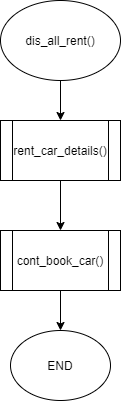 dis_all_rent()
rent_car_details()
cont_book_car()
END